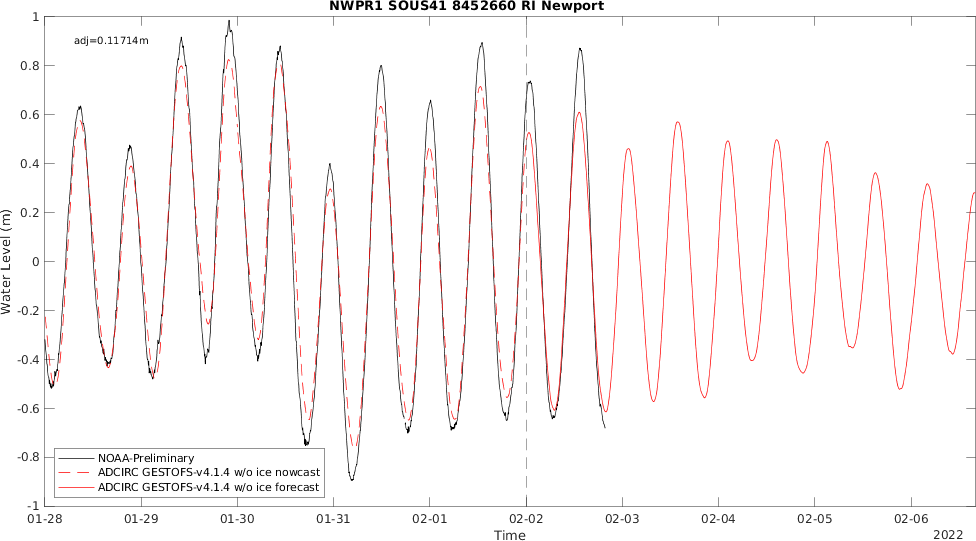 NWPR1 SOUS41 8452660 RI Newport
adj=0.11714m
1
0.8
0.6
0.4
0.2
0
-0.2
-0.4
-0.6
-0.8
-1
Water Level (m)
NOAA-Preliminary
ADCIRC GESTOFS-v4.1.4 w/o ice nowcast
ADCIRC GESTOFS-v4.1.4 w/o ice forecast
01-28 01-29 01-30 01-31 02-01 02-02 02-03 02-04 02-05 02-06
Time
2022